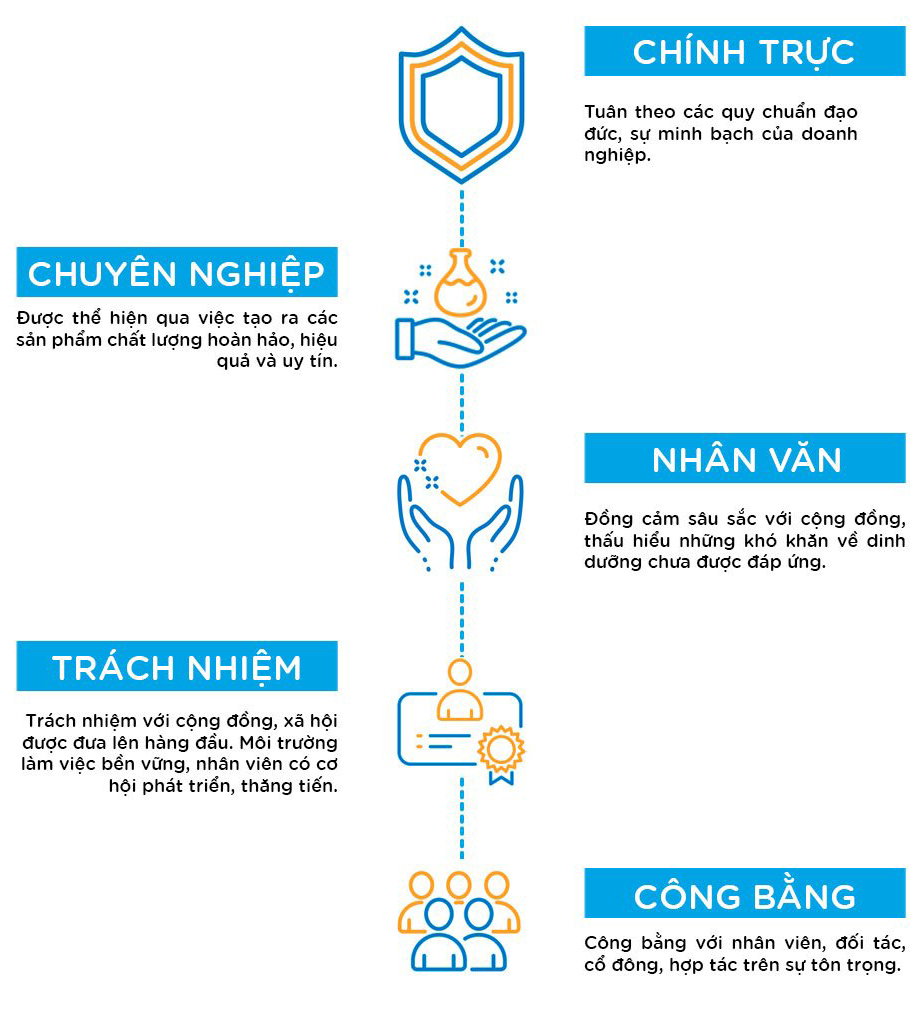 CHÍNH TRỰC
Tuân theo các quy chuẩn đạo
đức, sự minh bạch của doanh
nghiệp.
CHUYÊN NGHIỆP
Được thể hiện qua việc tạo ra các
sản phẩm chất lượng hoàn hảo, hiệu
quả và uy tín.
NHÂN VĂN
Đồng cảm sâu sắc với cộng đồng,
thấu hiểu những khó khăn về dinh
dưỡng chưa được đáp ứng.
TRÁCH NHIỆM
Trách nhiệm với cộng đồng, xã hội
được đưa lên hàng đầu. Môi trường
làm việc bền vững, nhân viên có cơ
hội phát triển, thăng tiến.
CÔNG BẰNG
Công bằng với nhân viên, đối tác,
cổ đông, hợp tác trên sự tôn trọng.